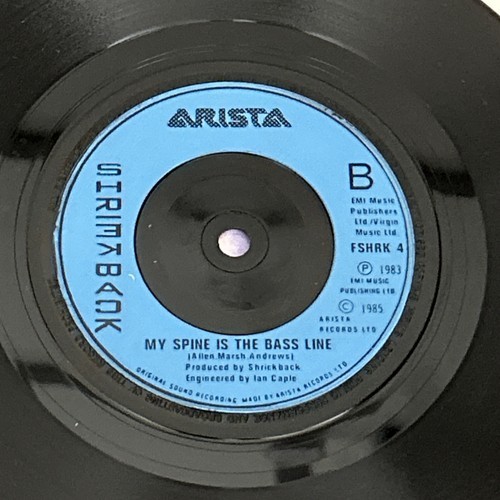 ARISTA
SHRIEKBACK
B
EMI Music
Publishers
Ltd./Virgin
Music Ltd.
FSHRK 4
Ⓟ 1983
EMI MUSIC
PUBLISHING LTD.
© 1985
ARISTA
RECORDS LTD
MY SPINE IS THE BASS LINE
(Allen.Marsh.Andrews)
Produced by Shrickback
Engineered by Ian Caple
ORIGINAL SOUND RECORDING MADE BY ARISTA RECORDS LTD